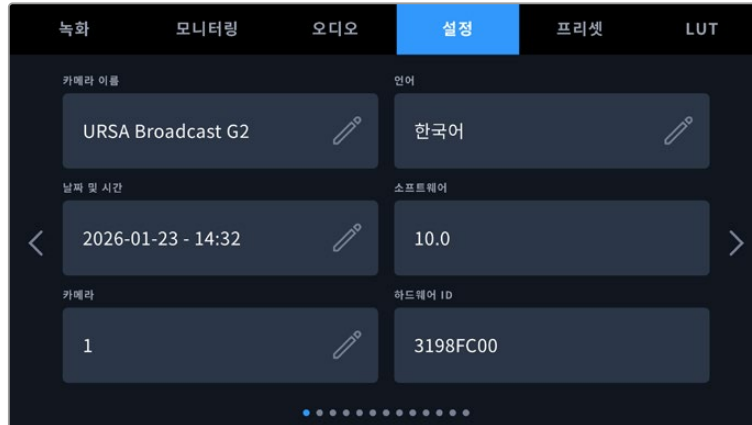 녹화 모니터링 오디오 설정 프리셋 LUT
카메라 이름 언어
URSA Broadcast G2 한국어
날짜 및 시간 소프트웨어
2026-01-23 - 14:32 10.0
카메라 하드웨어 ID
1 3198FC00